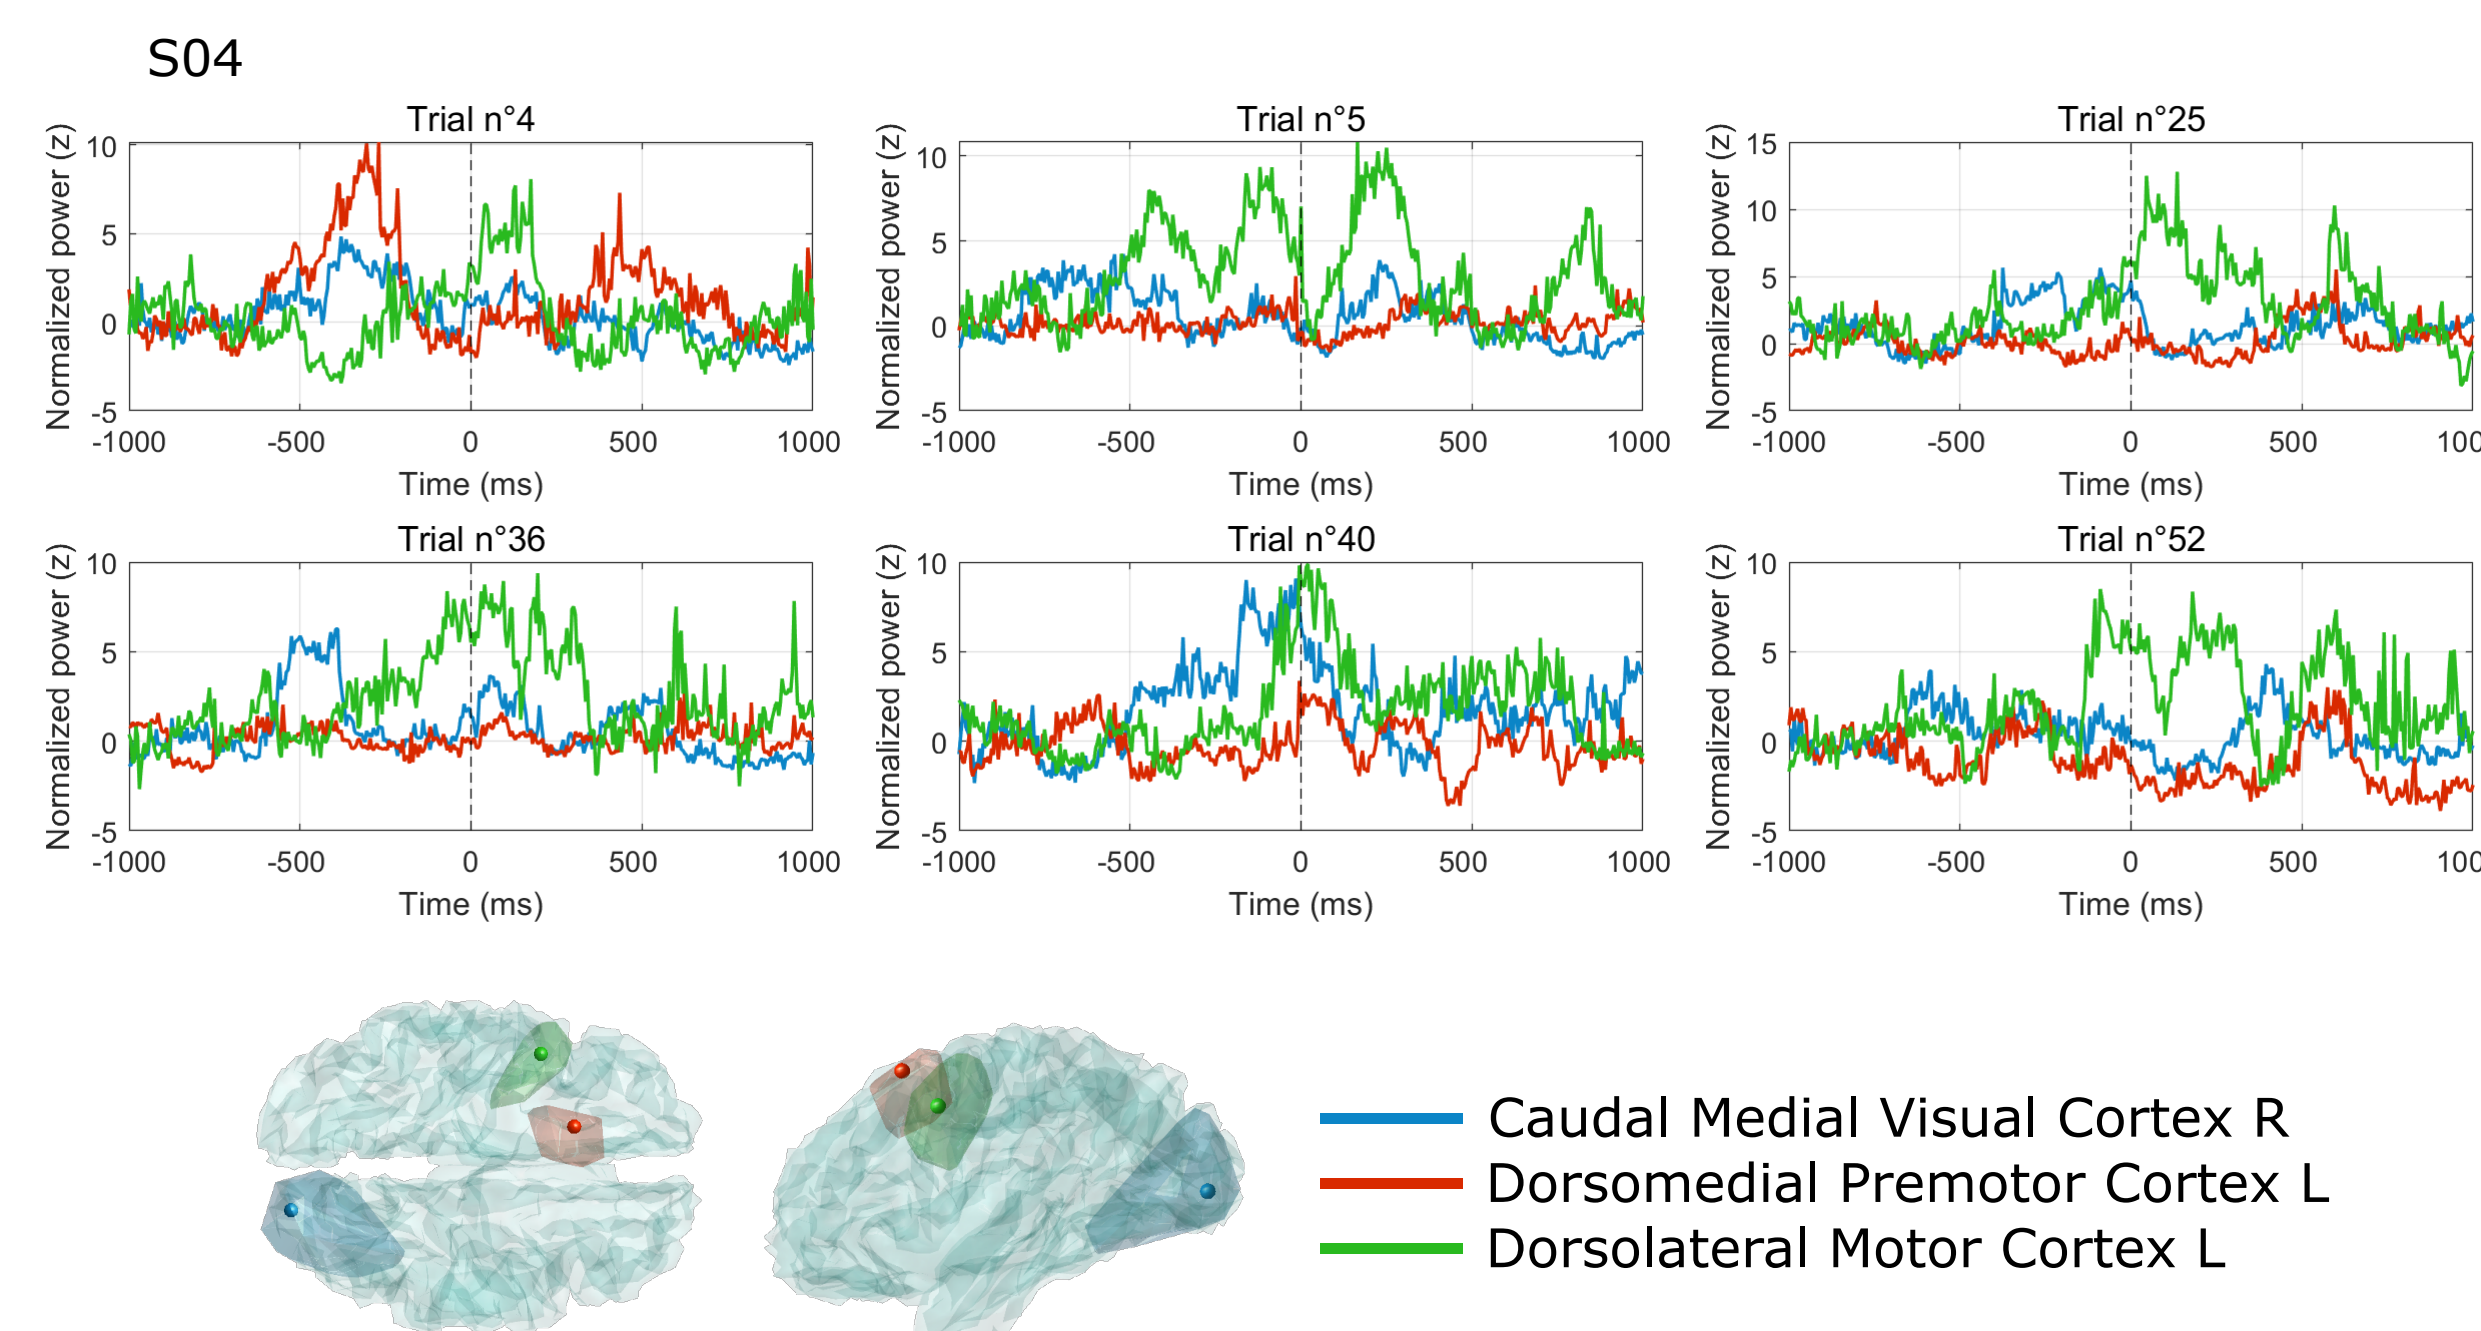 S04
Trial n°4
Normalized power (z)
10
5
0
-5
-1000 -500 0 500 1000
Time (ms)
Trial n°5
Normalized power (z)
10
5
0
-5
-1000 -500 0 500 1000
Time (ms)
Trial n°25
Normalized power (z)
15
10
5
0
-5
-1000 -500 0 500 100
Time (ms)
Trial n°36
Normalized power (z)
10
5
0
-5
-1000 -500 0 500 1000
Time (ms)
Trial n°40
Normalized power (z)
10
5
0
-5
-1000 -500 0 500 1000
Time (ms)
Trial n°52
Normalized power (z)
10
5
0
-5
-1000 -500 0 500 100
Time (ms)
Caudal Medial Visual Cortex R
Dorsomedial Premotor Cortex L
Dorsolateral Motor Cortex L